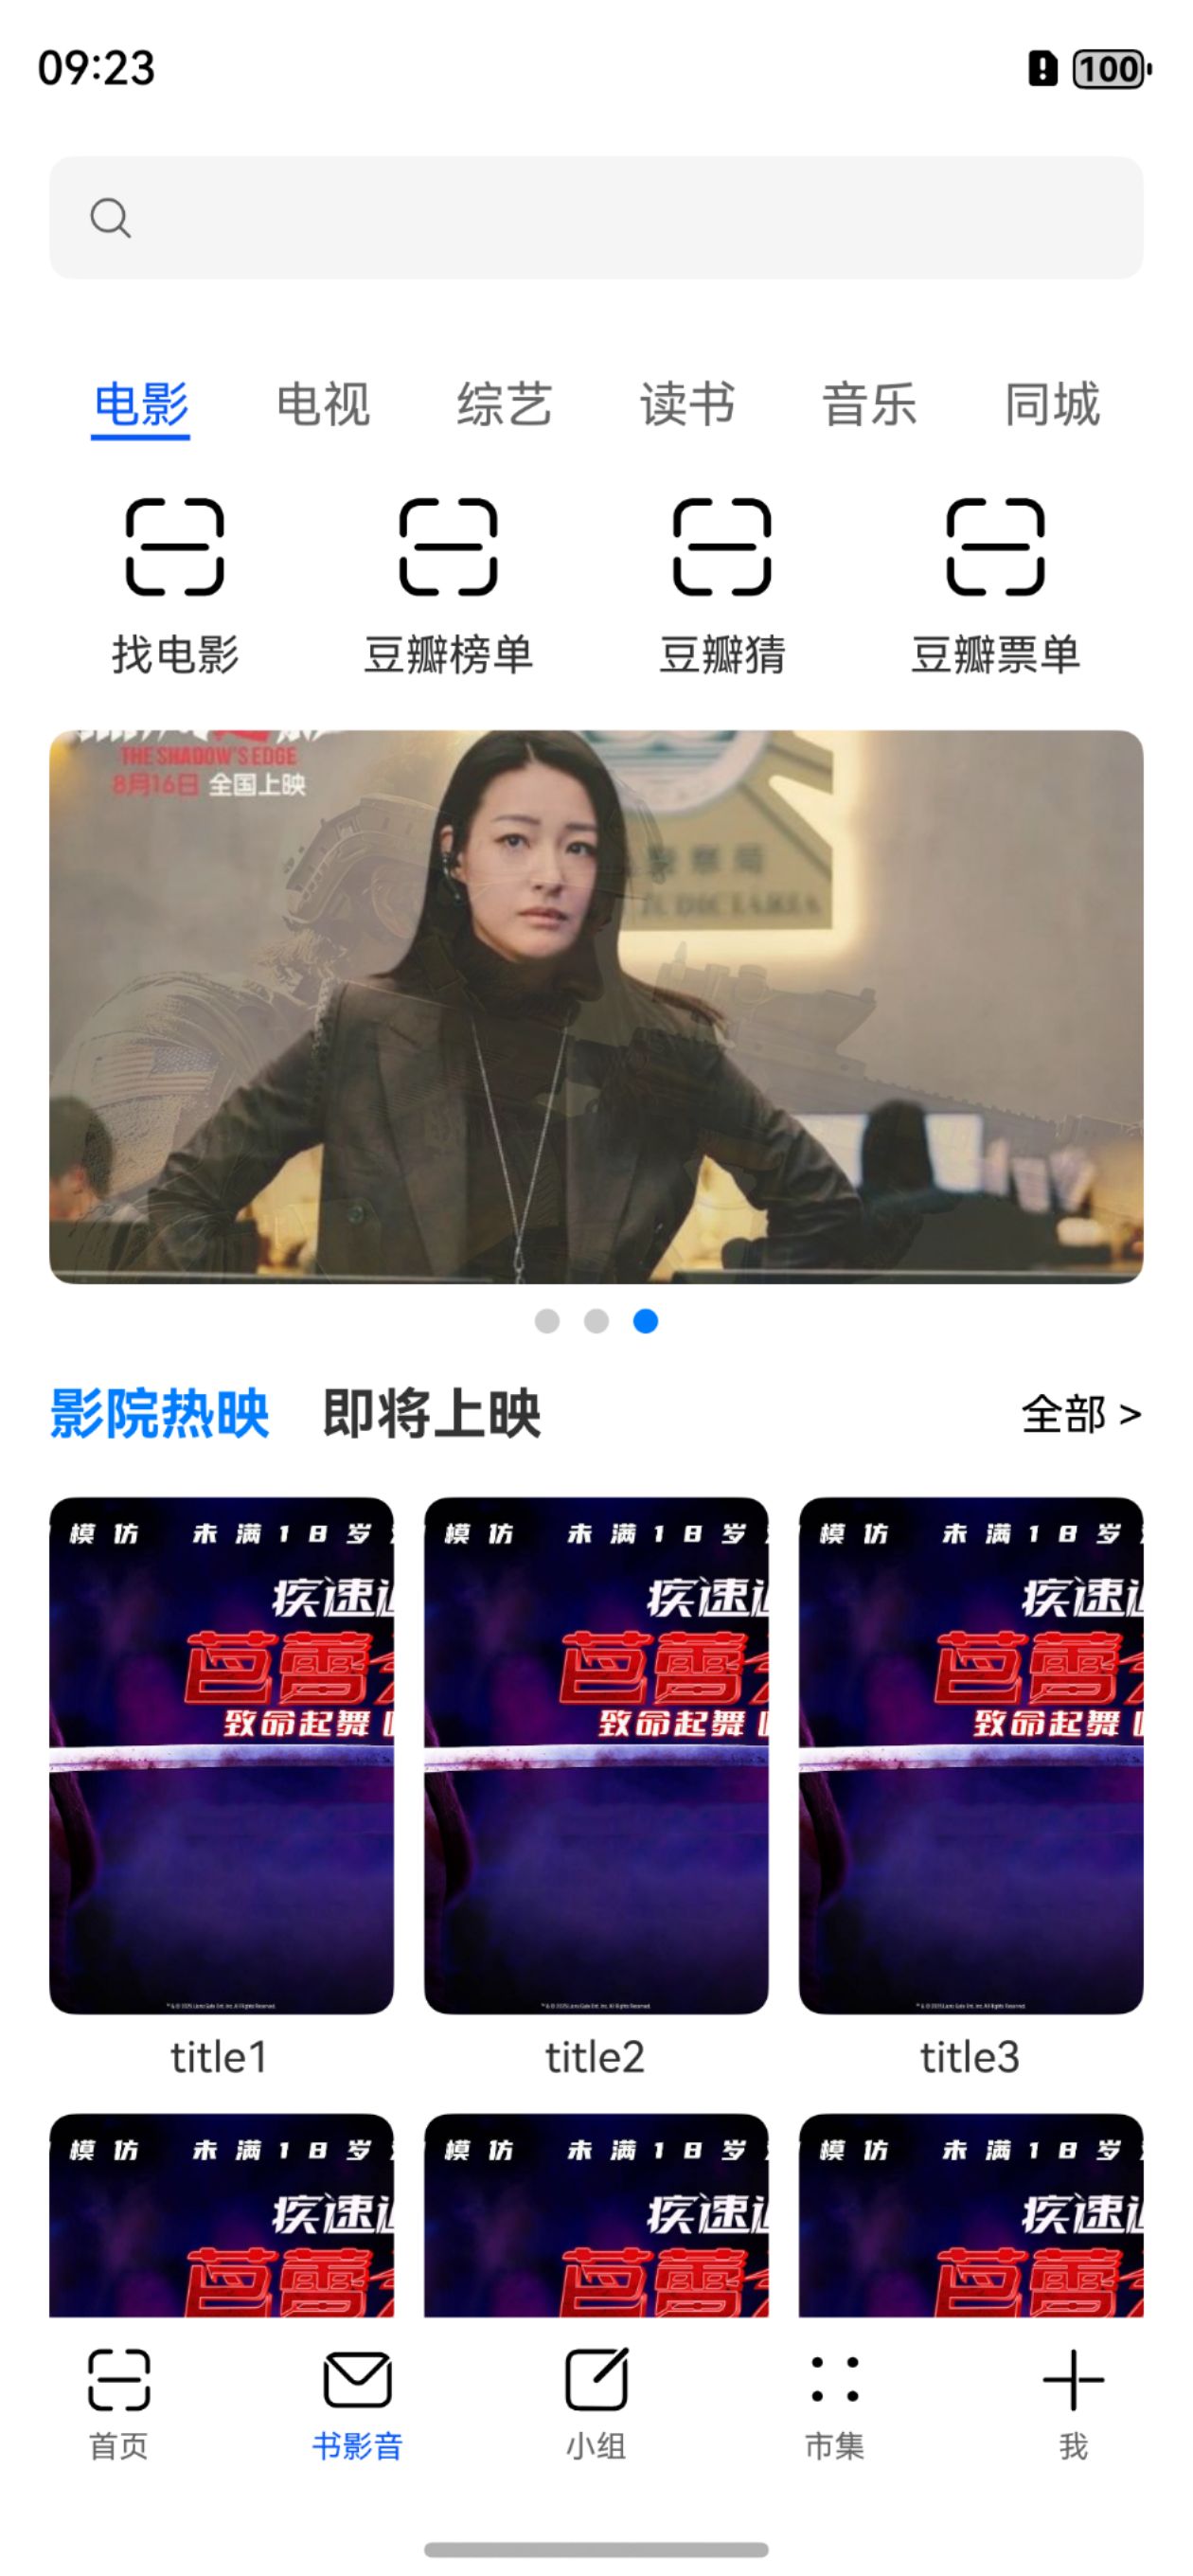 09:23
100
电影 电视 综艺 读书 音乐 同城
找电影 豆瓣榜单 豆瓣猜 豆瓣票单
THE SHADOW'S EDGE
8月16日 全国上映
警察局
影院热映 即将上映 全部 >
模仿 未满18岁 模仿 未满18岁 模仿 未满18岁
疾速 疾速 疾速
芭蕾 芭蕾 芭蕾
致命起舞 致命起舞 致命起舞
title1 title2 title3
模仿 未满18岁 模仿 未满18岁 模仿 未满18岁
疾速 疾速 疾速
芭蕾 芭蕾 芭蕾
首页 书影音 小组 市集 我